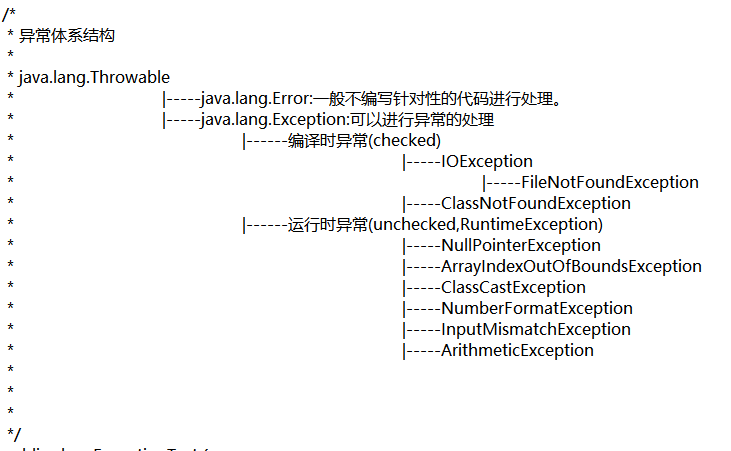 /*
* 异常体系结构
*
* java.lang.Throwable
* |-----java.lang.Error:一般不编写针对性的代码进行处理。
* |-----java.lang.Exception:可以进行异常的处理
* |------编译时异常(checked)
* |-----IOException
* |-----FileNotFoundException
* |-----ClassNotFoundException
* |------运行时异常(unchecked,RuntimeException)
* |-----NullPointerException
* |-----ArrayIndexOutOfBoundsException
* |-----ClassCastException
* |-----NumberFormatException
* |-----InputMismatchException
* |-----ArithmeticException
*
*
*
*/